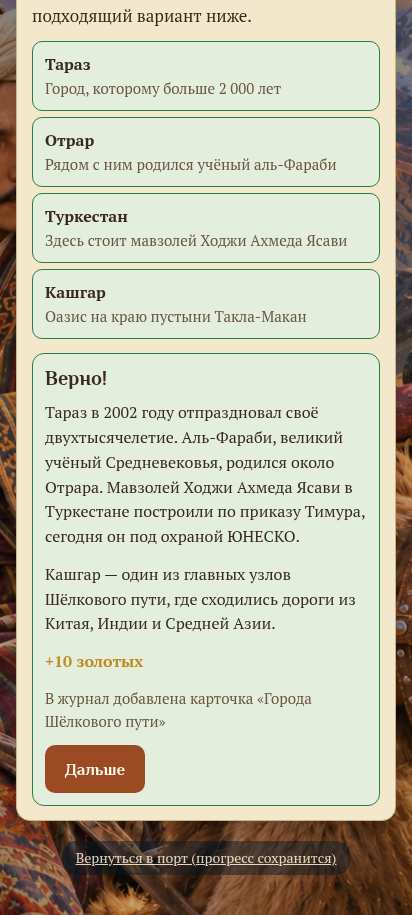 подходящий вариант ниже.
Тараз
Город, которому больше 2 000 лет
Отрар
Рядом с ним родился учёный аль-Фараби
Туркестан
Здесь стоит мавзолей Ходжи Ахмеда Ясави
Кашгар
Оазис на краю пустыни Такла-Макан
Верно!
Тараз в 2002 году отпраздновал своё
двухтысячелетие. Аль-Фараби, великий
учёный Средневековья, родился около
Отрара. Мавзолей Ходжи Ахмеда Ясави в
Туркестане построили по приказу Тимура,
сегодня он под охраной ЮНЕСКО.
Кашгар — один из главных узлов
Шёлкового пути, где сходились дороги из
Китая, Индии и Средней Азии.
+10 золотых
В журнал добавлена карточка «Города
Шёлкового пути»
Дальше
Вернуться в порт (прогресс сохранится)